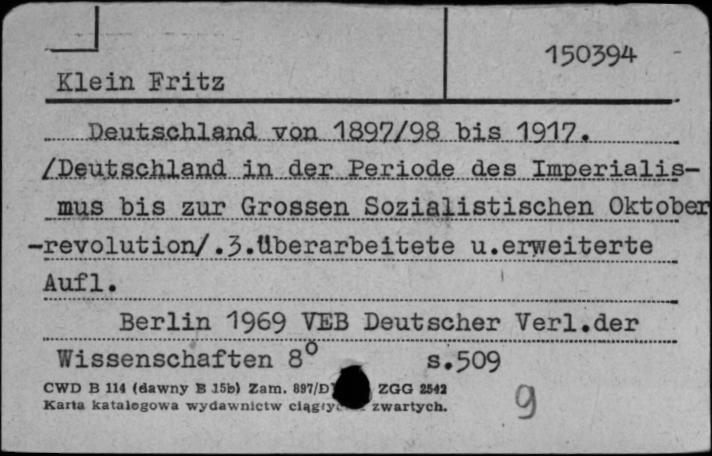 150394
Klein Fritz
Deutschland von 1897/98 bis 1917.
/Deutschland in der Periode des Imperialis-
mus bis zur Grossen Sozialistischen Oktober
-revolution/.3.überarbeitete u.erweiterte
Aufl.
Berlin 1969 VEB Deutscher Verl.der
Wissenschaften 8° s.509
CWD B 114 (dawny B 15b) Zam. 897/D ZGG 2542
Karta katalogowa wydawnictw zwartych.
9